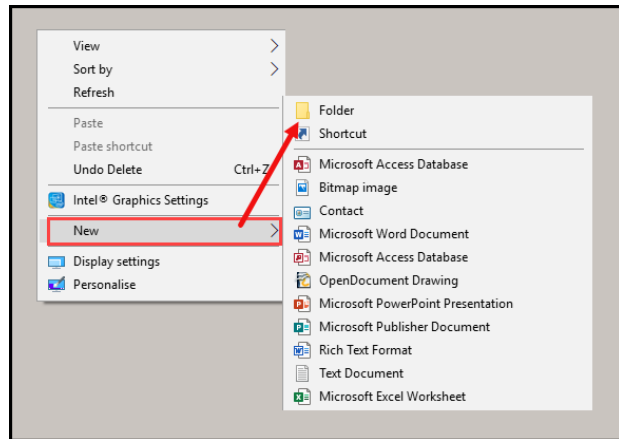 View
Sort by
Refresh
Paste
Paste shortcut
Undo Delete Ctrl+Z
Intel® Graphics Settings
New
Display settings
Personalise
Folder
Shortcut
Microsoft Access Database
Bitmap image
Contact
Microsoft Word Document
Microsoft Access Database
OpenDocument Drawing
Microsoft PowerPoint Presentation
Microsoft Publisher Document
Rich Text Format
Text Document
Microsoft Excel Worksheet